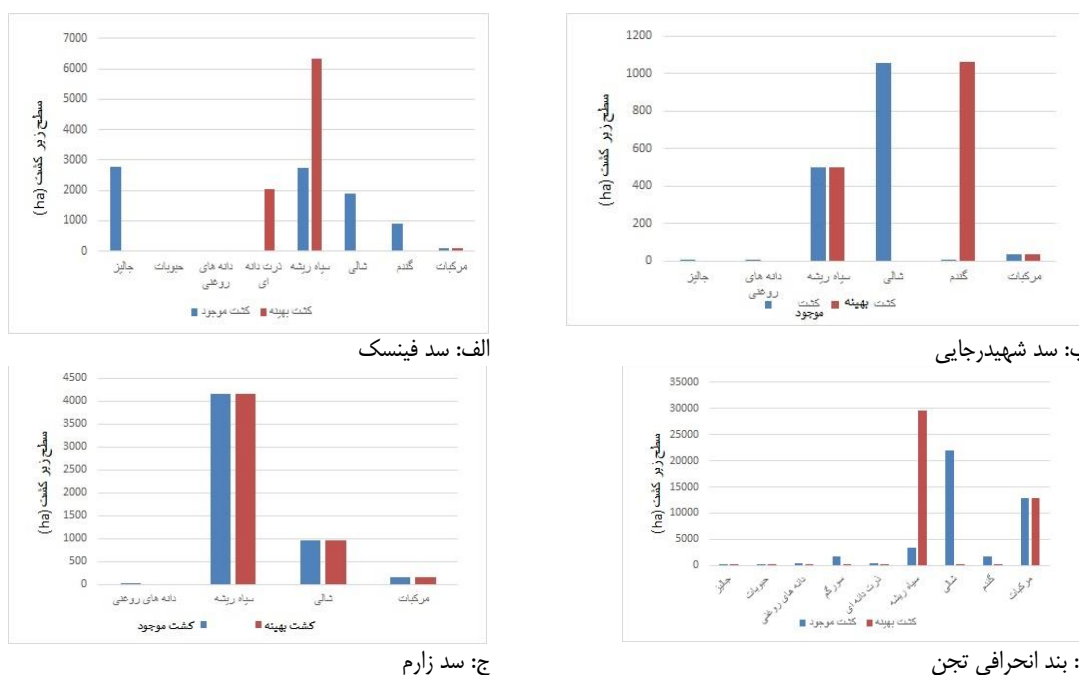 7000
6000
5000
4000
3000
2000
1000
0
سطح زیر کشت (ha)
جالیز حبوبات دانه های روغنی ذرت دانه ای سیاه ریشه شالی گندم مرکبات
کشت موجود کشت بهینه
الف: سد فینسک
1200
1000
800
600
400
200
0
سطح زیر کشت (ha)
جالیز دانه های روغنی سیاه ریشه شالی گندم مرکبات
کشت موجود کشت بهینه
ب: سد شهیدرجایی
4500
4000
3500
3000
2500
2000
1500
1000
500
0
سطح زیر کشت (ha)
دانه های روغنی سیاه ریشه شالی مرکبات
کشت موجود کشت بهینه
ج: سد زارم
35000
30000
25000
20000
15000
10000
5000
0
سطح زیر کشت (ha)
جالیز حبوبات دانه های روغنی سورگم ذرت دانه ای سیاه ریشه شالی گندم مرکبات
کشت موجود کشت بهینه
: بند انحرافی تجن